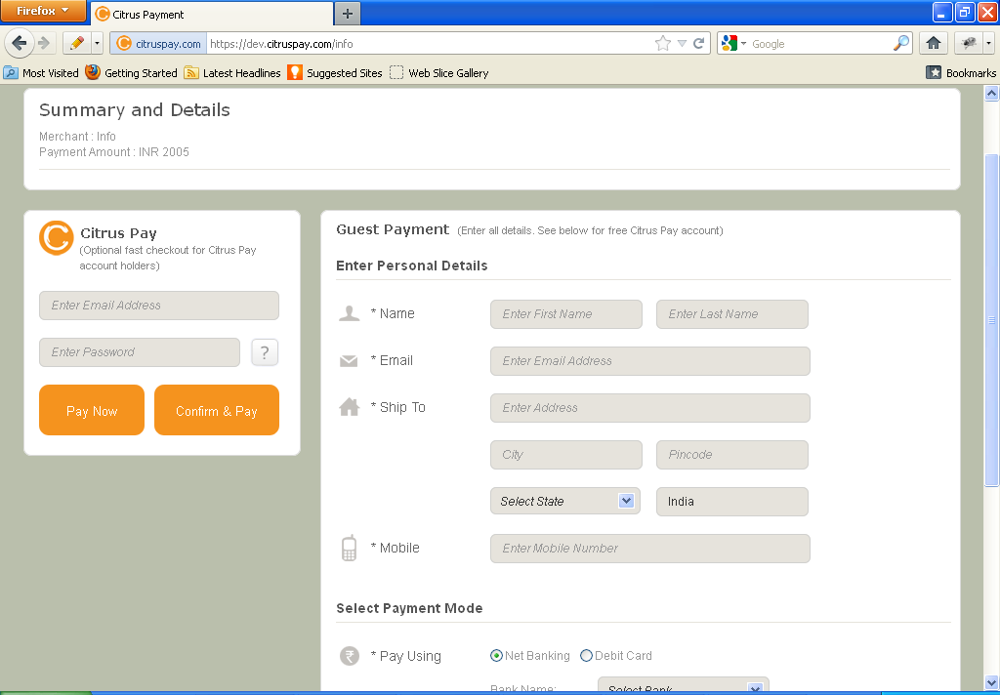 Firefox
Citrus Payment
citruspay.com https://dev.citruspay.com/info
Google
Most Visited Getting Started Latest Headlines Suggested Sites Web Slice Gallery Bookmarks
Summary and Details
Merchant : Info
Payment Amount : INR 2005
Citrus Pay
(Optional fast checkout for Citrus Pay
account holders)
Enter Email Address
Enter Password ?
Pay Now Confirm & Pay
Guest Payment (Enter all details. See below for free Citrus Pay account)
Enter Personal Details
* Name Enter First Name Enter Last Name
* Email Enter Email Address
* Ship To Enter Address
City Pincode
Select State India
* Mobile Enter Mobile Number
Select Payment Mode
* Pay Using Net Banking Debit Card
Bank Name: Select Bank